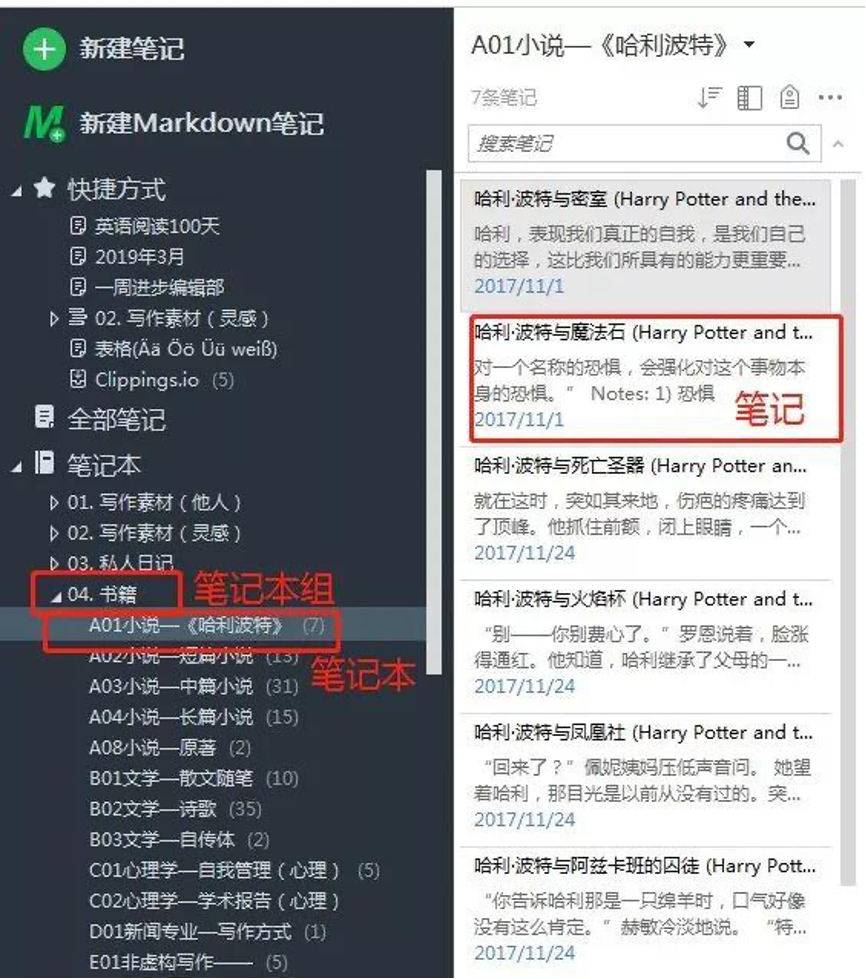 新建笔记
新建Markdown笔记
快捷方式
英语阅读100天
2019年3月
一周进步编辑部
02. 写作素材（灵感）
表格(Ää Öö Üü weiß)
Clippings.io (5)
全部笔记
笔记本
01. 写作素材（他人）
02. 写作素材（灵感）
03. 私人日记
04. 书籍
笔记本组
A01小说—《哈利波特》 (7)
笔记本
A02小说—短篇小说 (13)
A03小说—中篇小说 (31)
A04小说—长篇小说 (15)
A08小说—原著 (2)
B01文学—散文随笔 (10)
B02文学—诗歌 (35)
B03文学—自传体 (2)
C01心理学—自我管理（心理） (5)
C02心理学—学术报告（心理）
D01新闻专业—写作方式 (1)
E01非虚构写作—— (5)
A01小说—《哈利波特》
7条笔记
搜索笔记
哈利·波特与密室 (Harry Potter and the...
哈利，表现我们真正的自我，是我们自己
的选择，这比我们所具有的能力更重要...
2017/11/1
哈利·波特与魔法石 (Harry Potter and t...
对一个名称的恐惧，会强化对这个事物本
身的恐惧。” Notes: 1) 恐惧
2017/11/1
笔记
哈利·波特与死亡圣器 (Harry Potter an...
就在这时，突如其来地，伤疤的疼痛达到
了顶峰。他抓住前额，闭上眼睛，一个...
2017/11/24
哈利·波特与火焰杯 (Harry Potter and t...
“别——你别费心了。”罗恩说着，脸涨
得通红。他知道，哈利继承了父母的一...
2017/11/24
哈利·波特与凤凰社 (Harry Potter and t...
“回来了？”佩妮姨妈压低声音问。 她望
着哈利，那目光是以前从没有过的。突...
2017/11/24
哈利·波特与阿兹卡班的囚徒 (Harry Pott...
“你告诉哈利那是一只绵羊时，口气好像
没有这么肯定。”赫敏冷淡地说。 “特...
2017/11/24